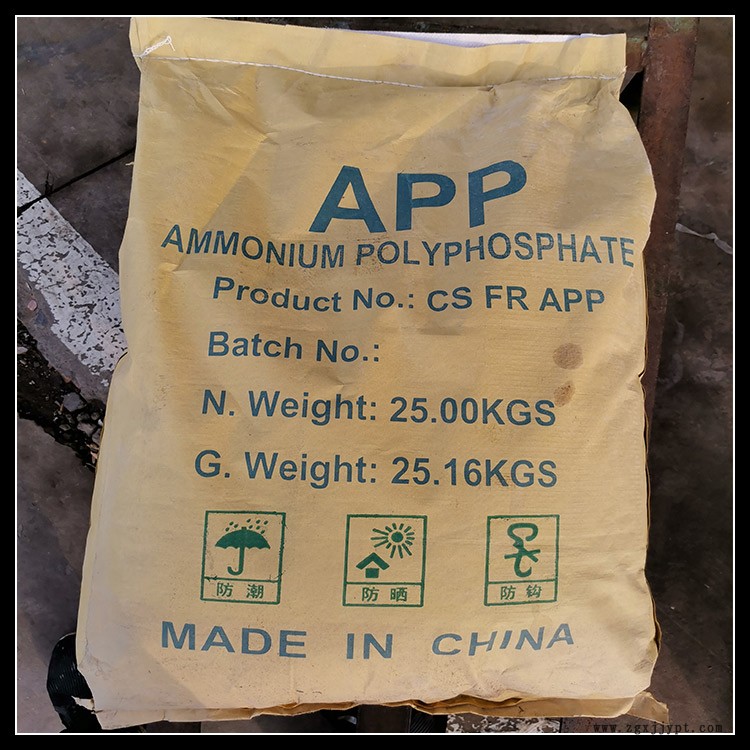 APP
AMMONIUM POLYPHOSPHATE
Product No.: CS FR APP
Batch No.:
N. Weight: 25.00KGS
G. Weight: 25.16KGS
防潮 防晒 防钩
MADE IN CHINA
www.zgxjjypt.com